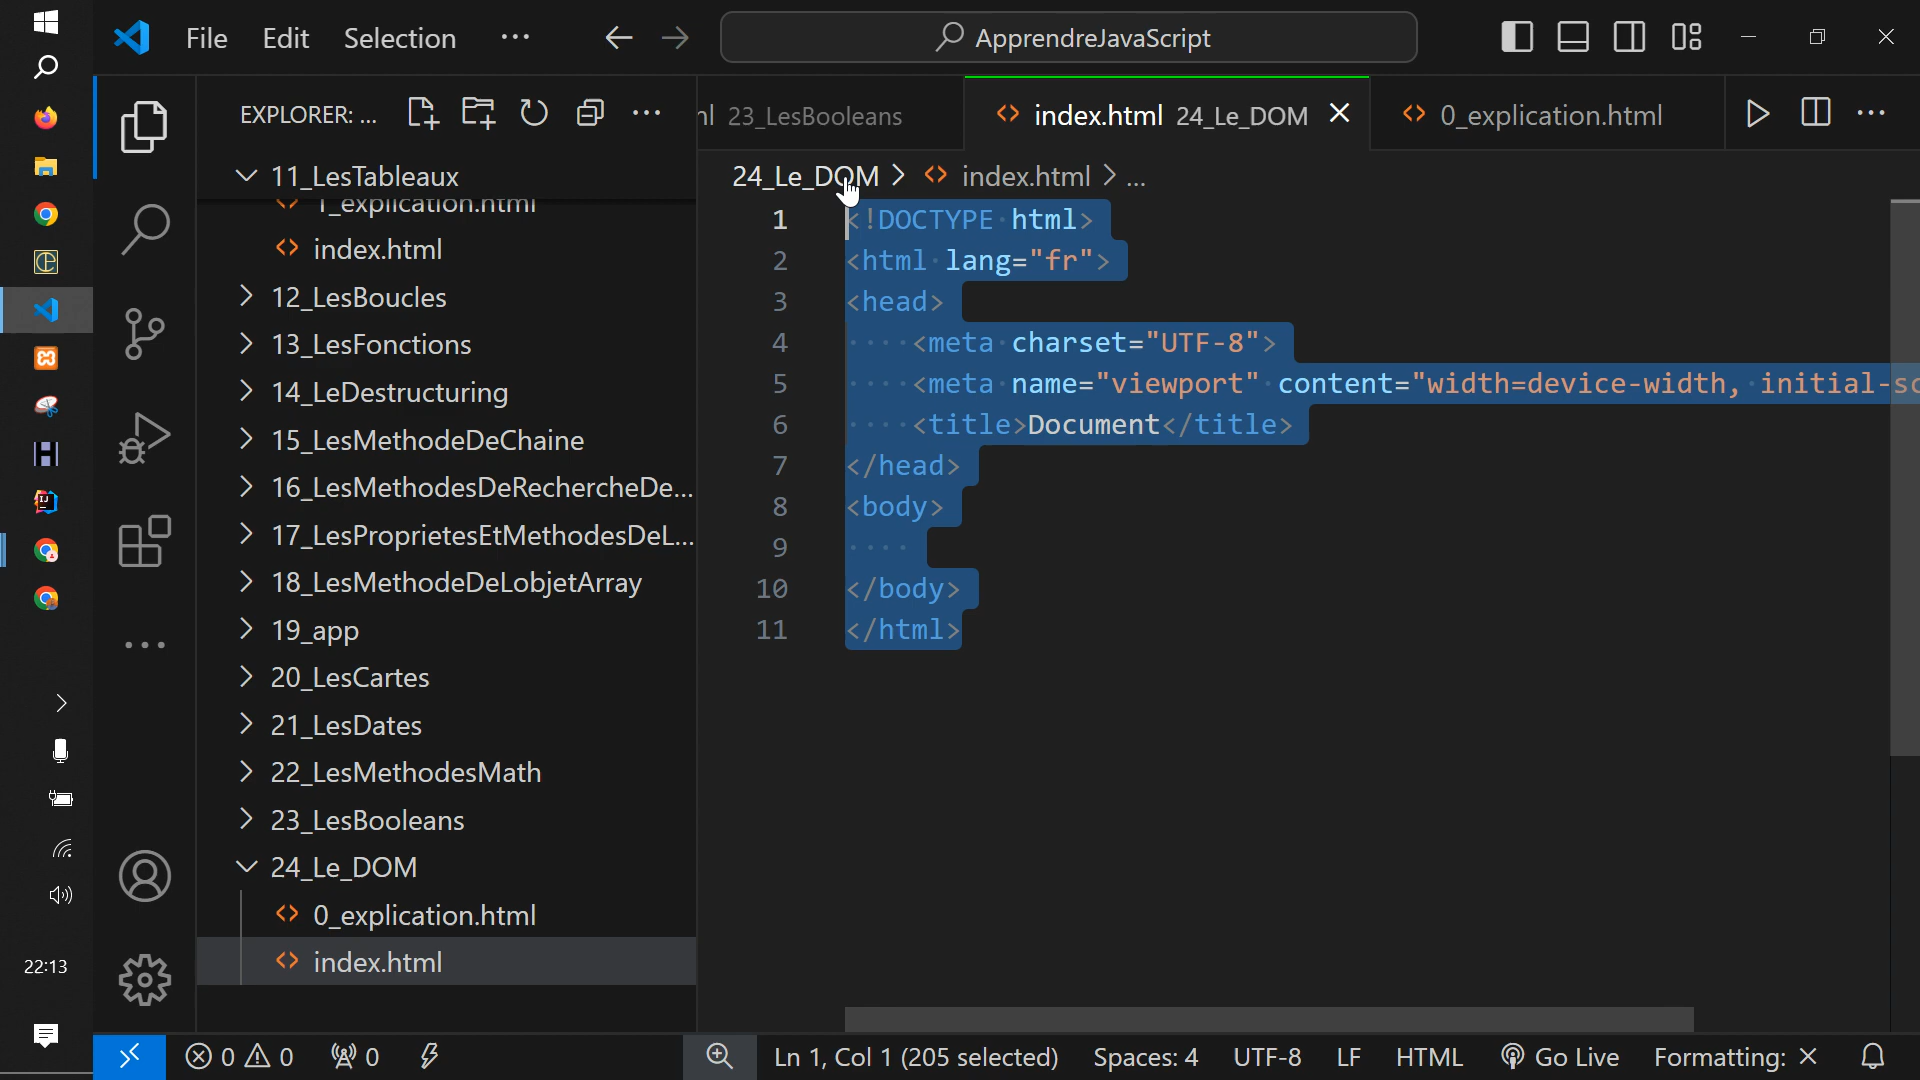 File Edit Selection ··· ApprendreJavaScript
EXPLORER: ...
23_LesBooleans index.html 24_Le_DOM 0_explication.html
24_Le_DOM > index.html > ...
11_LesTableaux
1_explication.html
index.html
12_LesBoucles
13_LesFonctions
14_LeDestructuring
15_LesMethodeDeChaine
16_LesMethodesDeRechercheDe...
17_LesProprietesEtMethodesDeL...
18_LesMethodeDeLobjetArray
19_app
20_LesCartes
21_LesDates
22_LesMethodesMath
23_LesBooleans
24_Le_DOM
0_explication.html
index.html
1 <!DOCTYPE html>
2 <html lang="fr">
3 <head>
4 <meta charset="UTF-8">
5 <meta name="viewport" content="width=device-width, initial-sc
6 <title>Document</title>
7 </head>
8 <body>
9
10 </body>
11 </html>
22:13
0 0 0 Ln 1, Col 1 (205 selected) Spaces: 4 UTF-8 LF HTML Go Live Formatting: ×